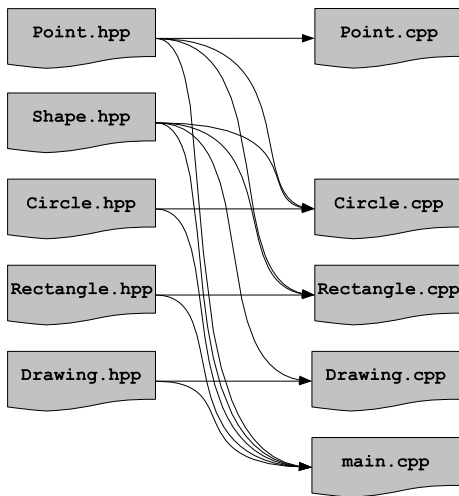 Point.hpp
Point.cpp
Shape.hpp
Circle.hpp
Circle.cpp
Rectangle.hpp
Rectangle.cpp
Drawing.hpp
Drawing.cpp
main.cpp